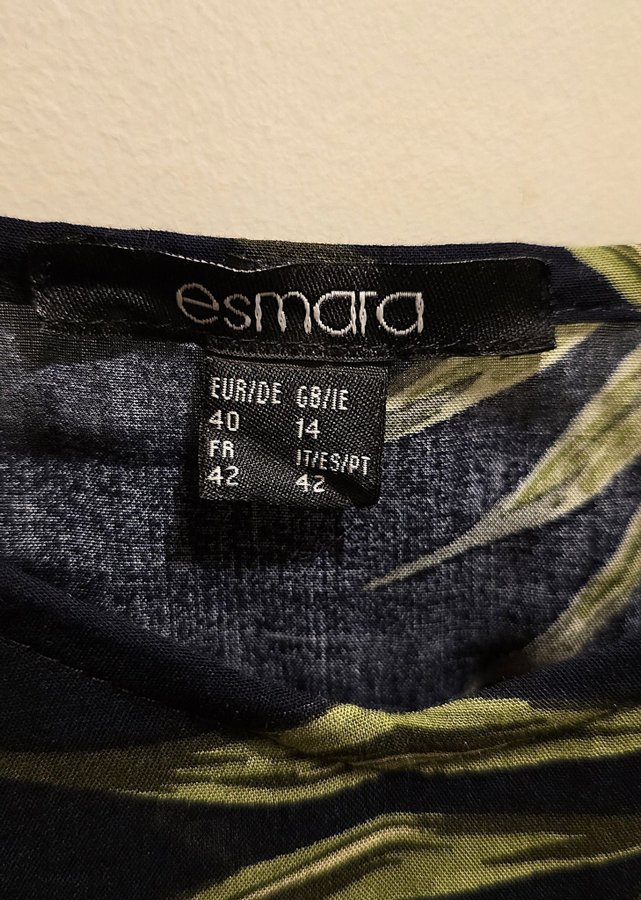 esmara
EUR/DE GB/IE
40 14
FR IT/ES/PT
42 42